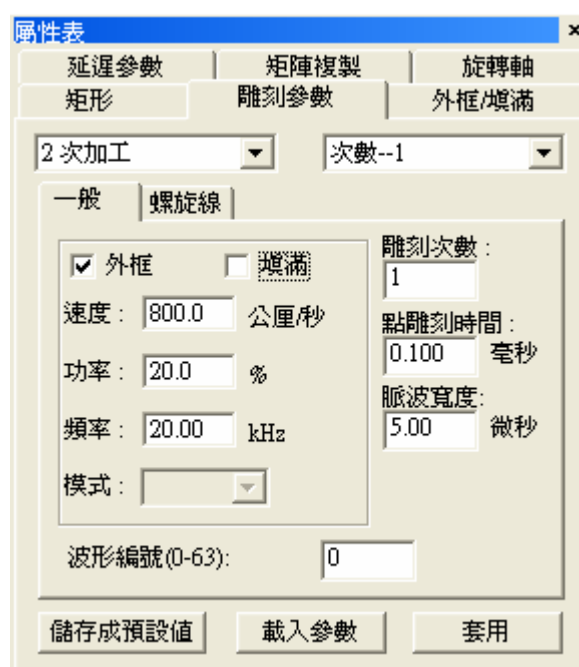 屬性表
延遲參數 矩陣複製 旋轉軸
矩形 雕刻參數 外框/填滿
2 次加工 次數--1
一般 螺旋線
外框 填滿 雕刻次數 :
1
速度 : 800.0 公厘/秒 點雕刻時間 :
0.100 毫秒
功率 : 20.0 % 脈波寬度:
頻率 : 20.00 kHz 5.00 微秒
模式 :
波形編號(0-63): 0
儲存成預設值 載入參數 套用